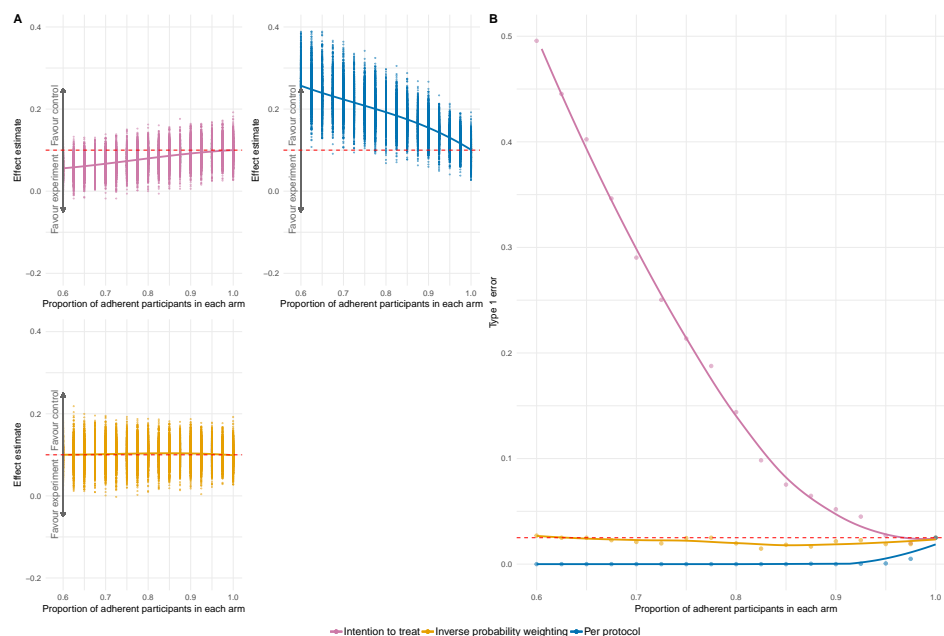 A
B
0.4
0.2
0.0
−0.2
Effect estimate
Favour experiment - Favour control
0.6
0.7
0.8
0.9
1.0
Proportion of adherent participants in each arm
0.4
0.2
0.0
−0.2
Effect estimate
Favour experiment - Favour control
0.6
0.7
0.8
0.9
1.0
Proportion of adherent participants in each arm
0.4
0.2
0.0
−0.2
Effect estimate
Favour experiment - Favour control
0.6
0.7
0.8
0.9
1.0
Proportion of adherent participants in each arm
0.5
0.4
0.3
0.2
0.1
0.0
Type 1 error
0.6
0.7
0.8
0.9
1.0
Proportion of adherent participants in each arm
Intention to treat Inverse probability weighting Per protocol